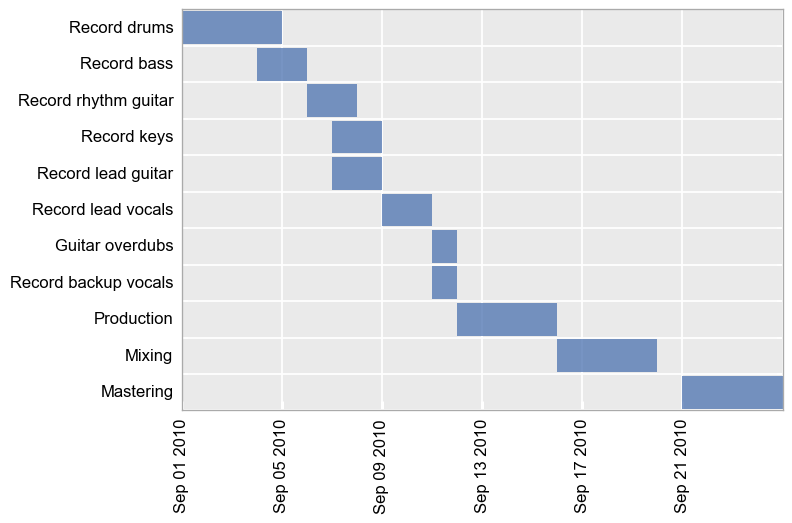 Record drums
Record bass
Record rhythm guitar
Record keys
Record lead guitar
Record lead vocals
Guitar overdubs
Record backup vocals
Production
Mixing
Mastering
Sep 01 2010
Sep 05 2010
Sep 09 2010
Sep 13 2010
Sep 17 2010
Sep 21 2010